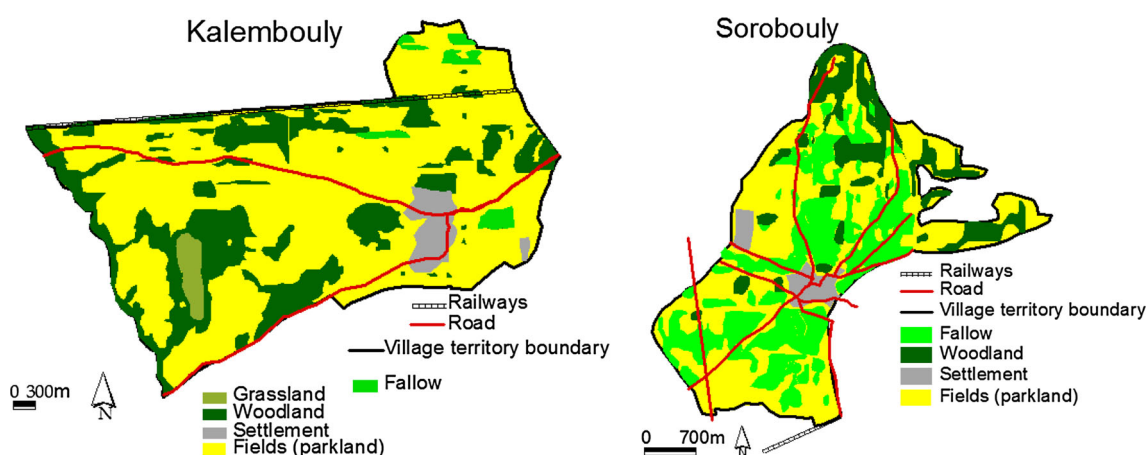 Kalembouly
Railways
Road
Village territory boundary
Fallow
Grassland
Woodland
Settlement
Fields (parkland)
0 300m
N
Sorobouly
Railways
Road
Village territory boundary
Fallow
Woodland
Settlement
Fields (parkland)
0 700m
N